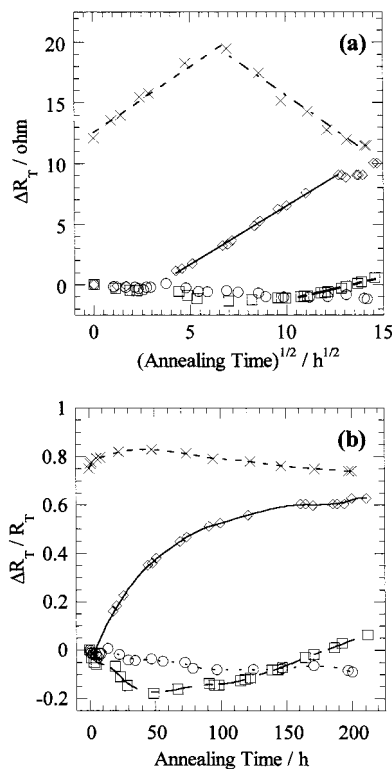 (a)
20
15
10
5
0
ΔR_T / ohm
0 5 10 15
(Annealing Time)^1/2 / h^1/2
(b)
1
0.8
0.6
0.4
0.2
-0
-0.2
ΔR_T / R_T
0 50 100 150 200
Annealing Time / h